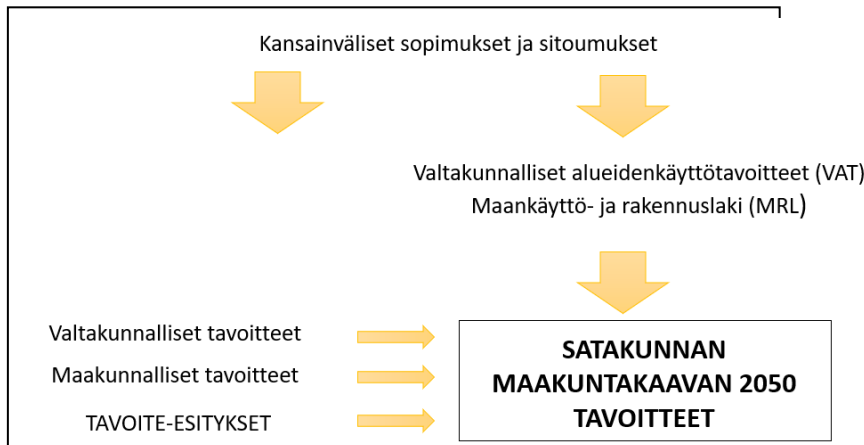 Kansainväliset sopimukset ja sitoumukset
Valtakunnalliset alueidenkäyttötavoitteet (VAT)
Maankäyttö- ja rakennuslaki (MRL)
Valtakunnalliset tavoitteet
Maakunnalliset tavoitteet
TAVOITE-ESITYKSET
SATAKUNNAN
MAAKUNTAKAAVAN 2050
TAVOITTEET